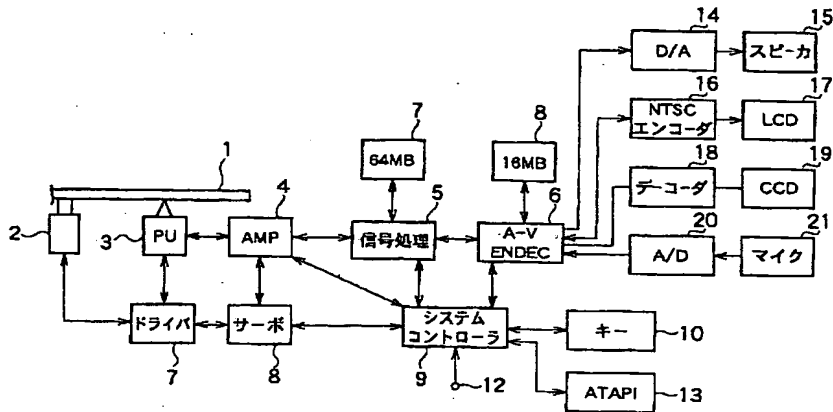 14
15
D/A
スピーカ
16
17
NTSC
エンコーダ
LCD
7
8
64MB
16MB
18
19
デコーダ
CCD
1
4
5
6
2
3
PU
AMP
信号処理
A-V
ENDEC
20
21
A/D
マイク
ドライバ
サーボ
システム
コントローラ
キー
7
8
9
10
12
ATAPI
13